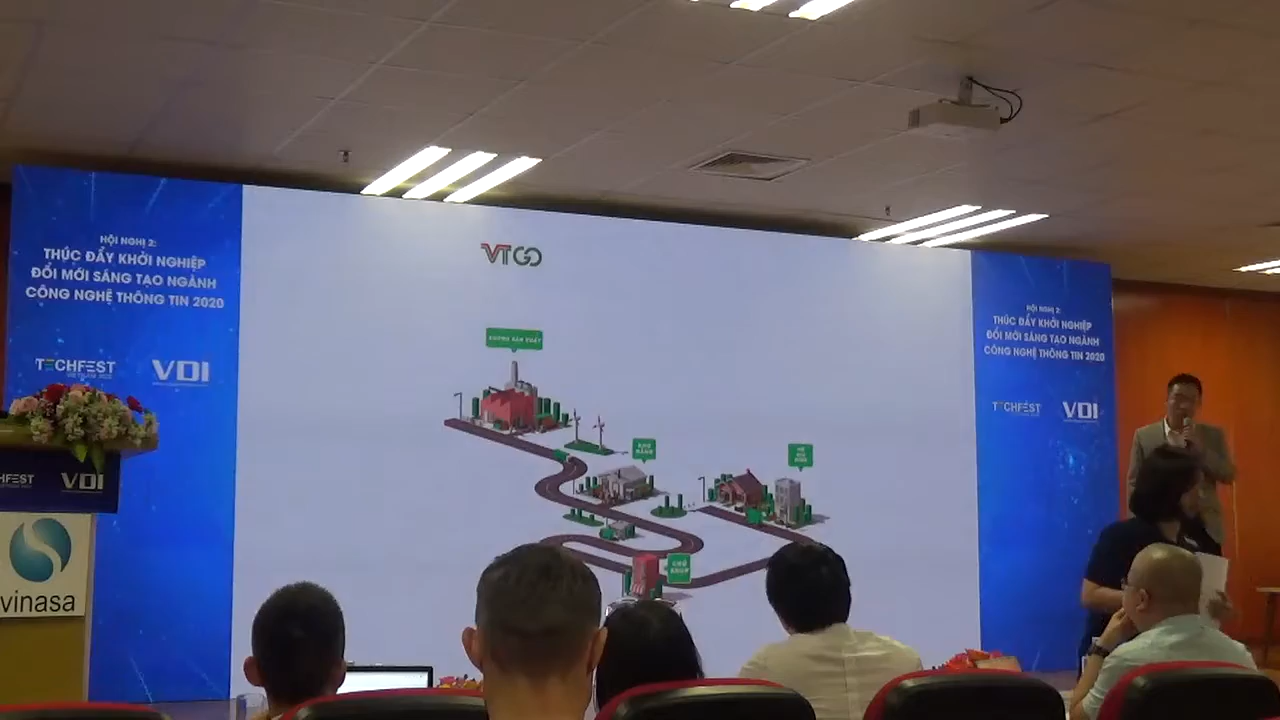 HỘI NGHỊ 2:
THÚC ĐẨY KHỞI NGHIỆP
ĐỔI MỚI SÁNG TẠO NGÀNH
CÔNG NGHỆ THÔNG TIN 2020
TECHFEST
VDI
VTGO
HỘI NGHỊ 2:
THÚC ĐẨY KHỞI NGHIỆP
ĐỔI MỚI SÁNG TẠO NGÀNH
CÔNG NGHỆ THÔNG TIN 2020
TECHFEST
VDI
HFEST
VDI
vinasa